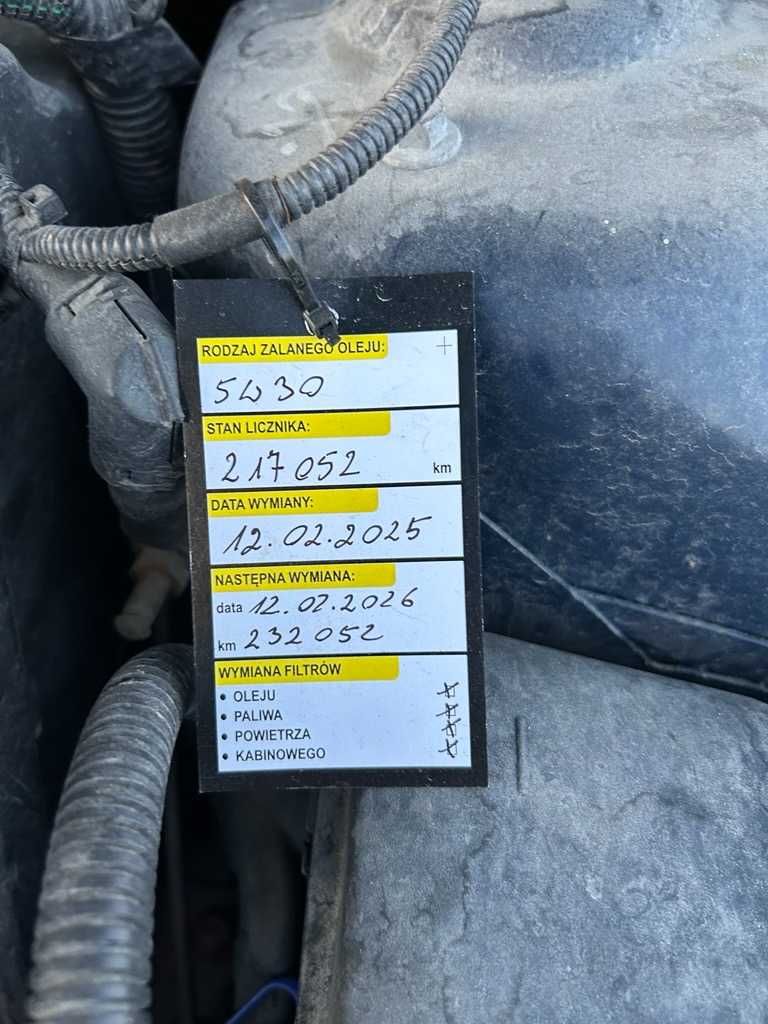 RODZAJ ZALANEGO OLEJU:
5W30
STAN LICZNIKA:
217 052 km
DATA WYMIANY:
12.02.2025
NASTĘPNA WYMIANA:
data 12.02.2026
km 232 052
WYMIANA FILTRÓW
• OLEJU
• PALIWA
• POWIETRZA
• KABINOWEGO